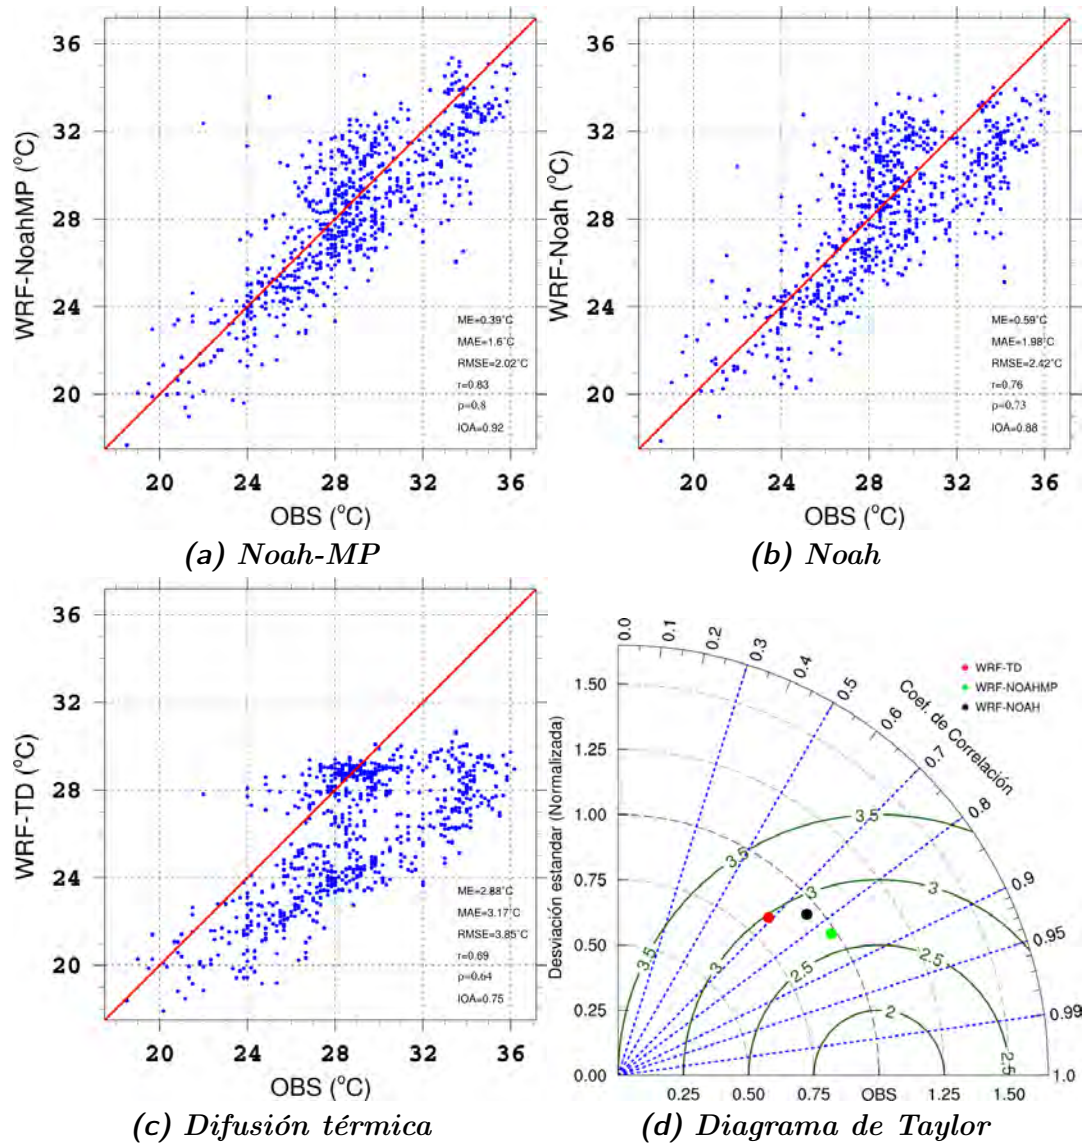 WRF-NoahMP (°C)
36
32
28
24
20
ME=0.39°C
MAE=1.6°C
RMSE=2.02°C
r=0.83
ρ=0.8
IOA=0.92
20 24 28 32 36
OBS (°C)
(a) Noah-MP
WRF-Noah (°C)
36
32
28
24
20
ME=0.59°C
MAE=1.98°C
RMSE=2.42°C
r=0.76
ρ=0.73
IOA=0.88
20 24 28 32 36
OBS (°C)
(b) Noah
WRF-TD (°C)
36
32
28
24
20
ME=2.88°C
MAE=3.17°C
RMSE=3.85°C
r=0.69
ρ=0.64
IOA=0.75
20 24 28 32 36
OBS (°C)
(c) Difusión térmica
Desviación estandar (Normalizada)
1.50
1.25
1.00
0.75
0.50
0.25
0.00
0.25 0.50 0.75 OBS 1.25 1.50
0.0
0.1
0.2
0.3
0.4
0.5
0.6
0.7
0.8
0.9
0.95
0.99
1.0
Coef. de Correlación
WRF-TD
WRF-NOAHMP
WRF-NOAH
3.5
3.5
3.5
3
3
3
2.5
2.5
2.5
2.5
2
(d) Diagrama de Taylor